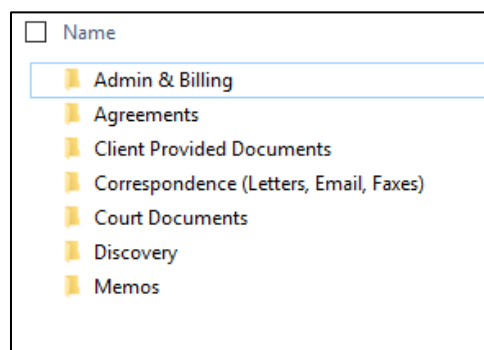 Name
Admin & Billing
Agreements
Client Provided Documents
Correspondence (Letters, Email, Faxes)
Court Documents
Discovery
Memos